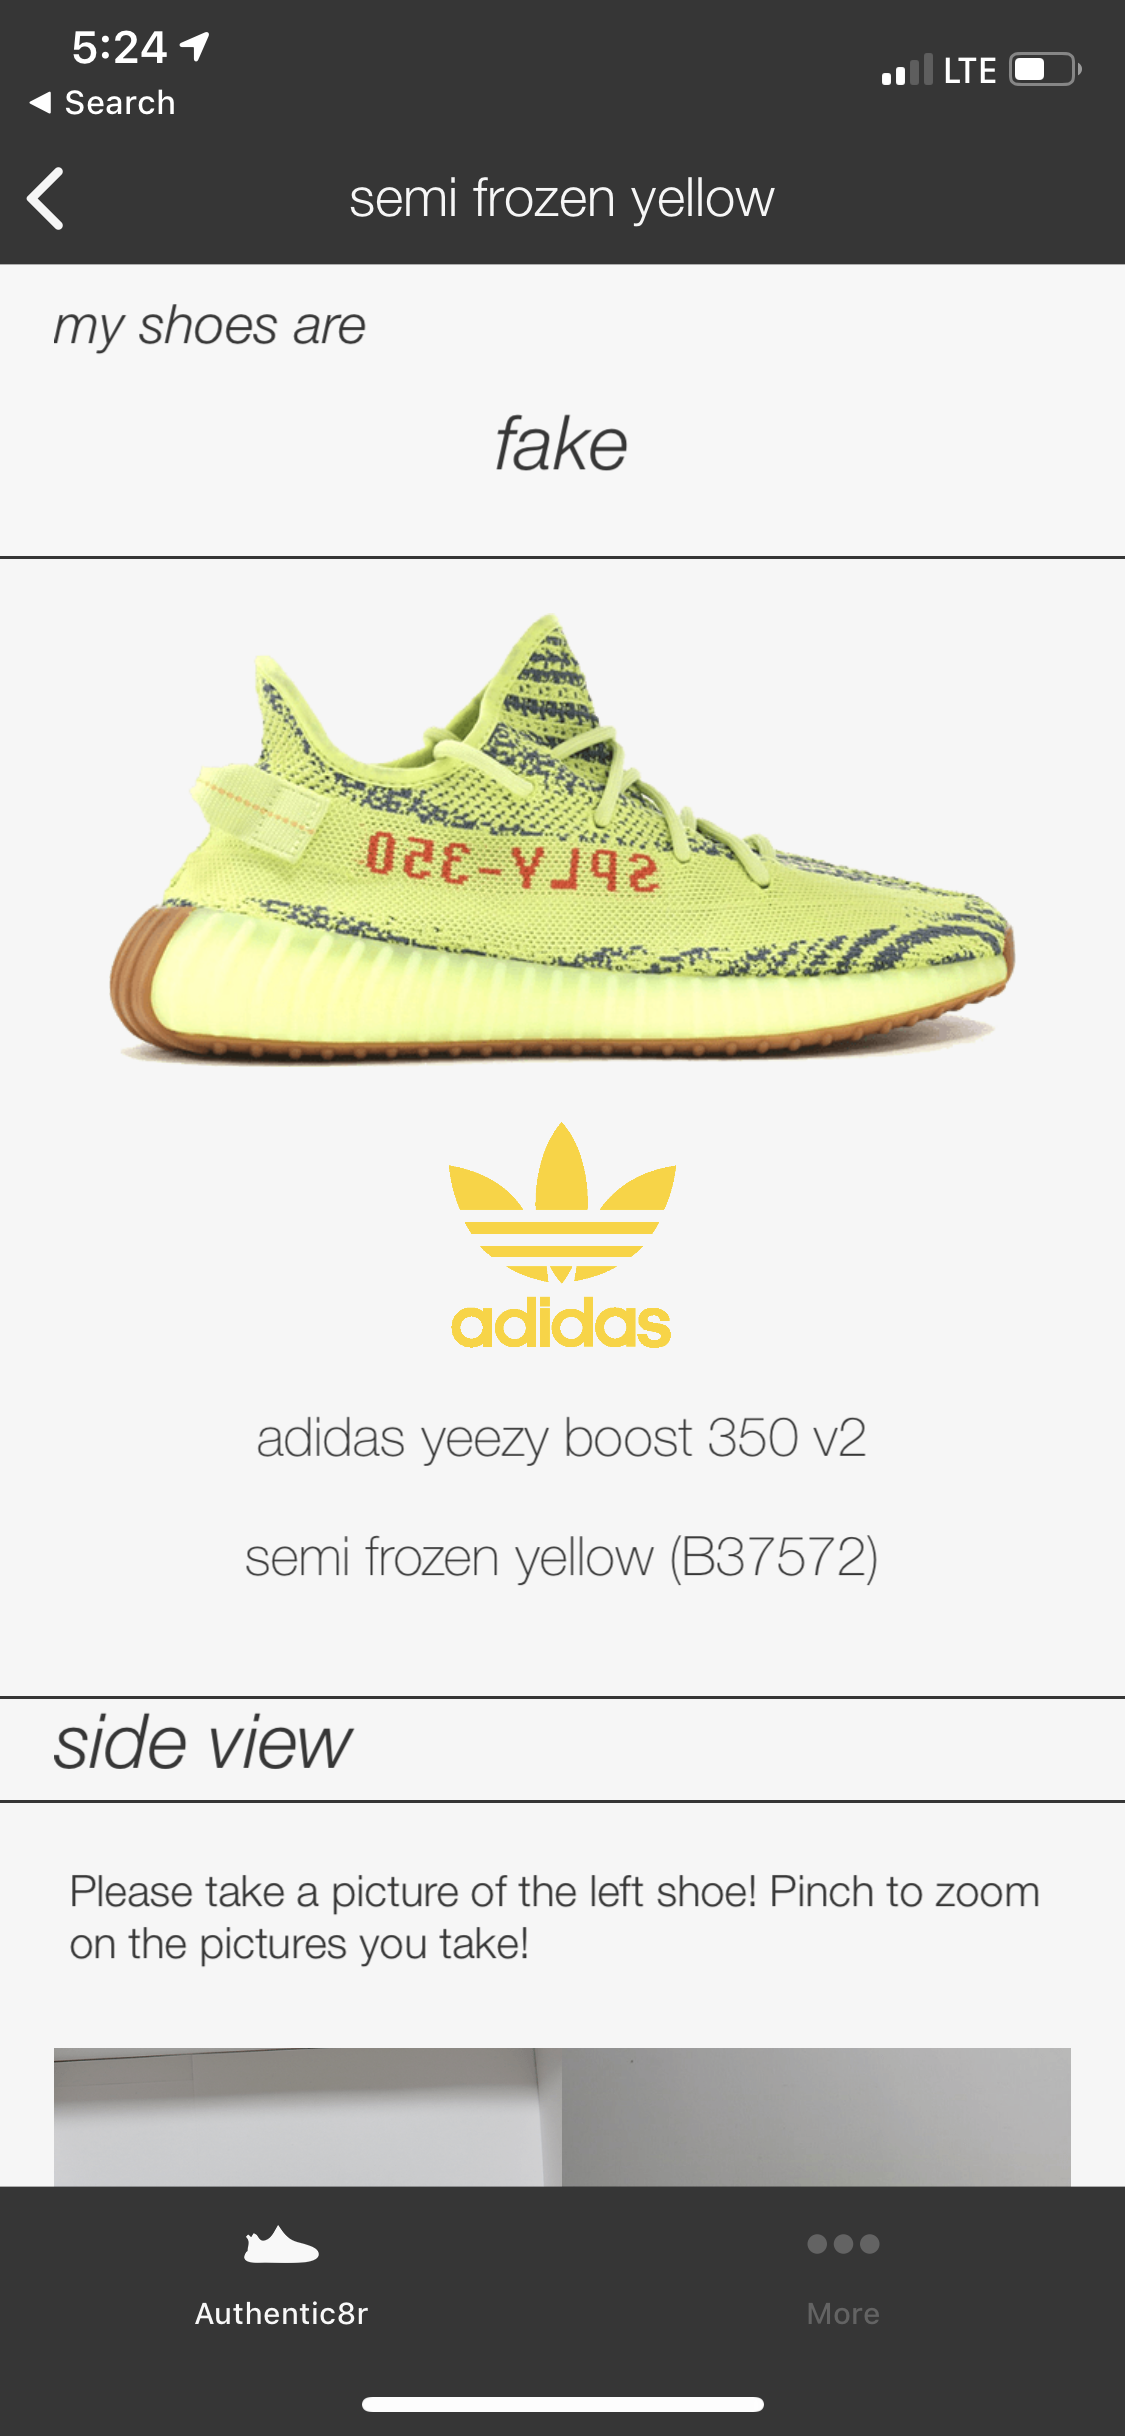 5:24
LTE
Search
semi frozen yellow
my shoes are
fake
SPLY-350
adidas
adidas yeezy boost 350 v2
semi frozen yellow (B37572)
side view
Please take a picture of the left shoe! Pinch to zoom
on the pictures you take!
Authentic8r
More